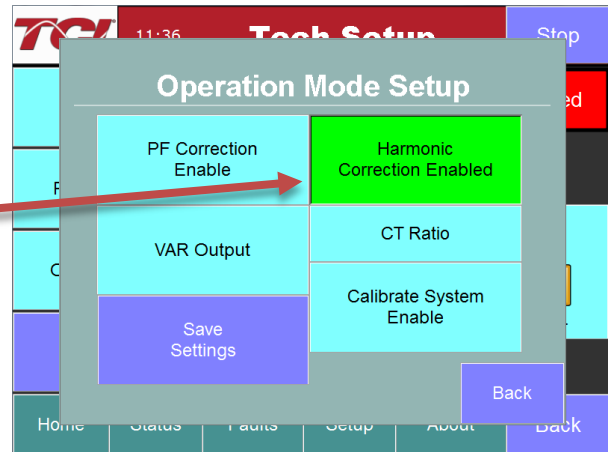 TCI
11:36
Tech Setup
Stop
Operation Mode Setup
PF Correction
Enable
Harmonic
Correction Enabled
VAR Output
CT Ratio
Calibrate System
Enable
Save
Settings
Back
Home
Status
Faults
Setup
About
Back